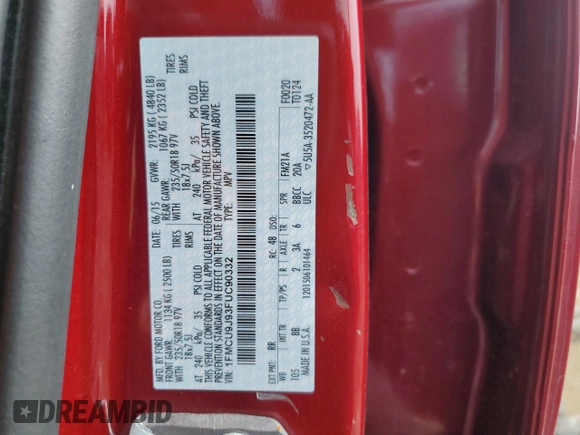 MFD. BY FORD MOTOR CO.
DATE: 06/15 GVWR: 2195 KG ( 4840 LB)
FRONT GAWR: 1134 KG ( 2500 LB) REAR GAWR: 1067 KG ( 2352 LB)
WITH 235/50R18 97V TIRES WITH 235/50R18 97V TIRES
18x7.5J RIMS 18x7.5J RIMS
AT 240 kPa/ 35 PSI COLD AT 240 kPa/ 35 PSI COLD
THIS VEHICLE CONFORMS TO ALL APPLICABLE FEDERAL MOTOR VEHICLE SAFETY AND THEFT
PREVENTION STANDARDS IN EFFECT ON THE DATE OF MANUFACTURE SHOWN ABOVE.
VIN: 1FMCU9J93FUC90332 TYPE: MPV
F0020
T0124
EXT PNT: RR RC: 48 DSO: FM21A
WB INT TR TP/PS R AXLE TR SPR
105 BB 2 3A 6 BBCC 20A
MADE IN U.S.A. 1201506101464 ULC
▽5U5A-3520472-AA
DREAMBID